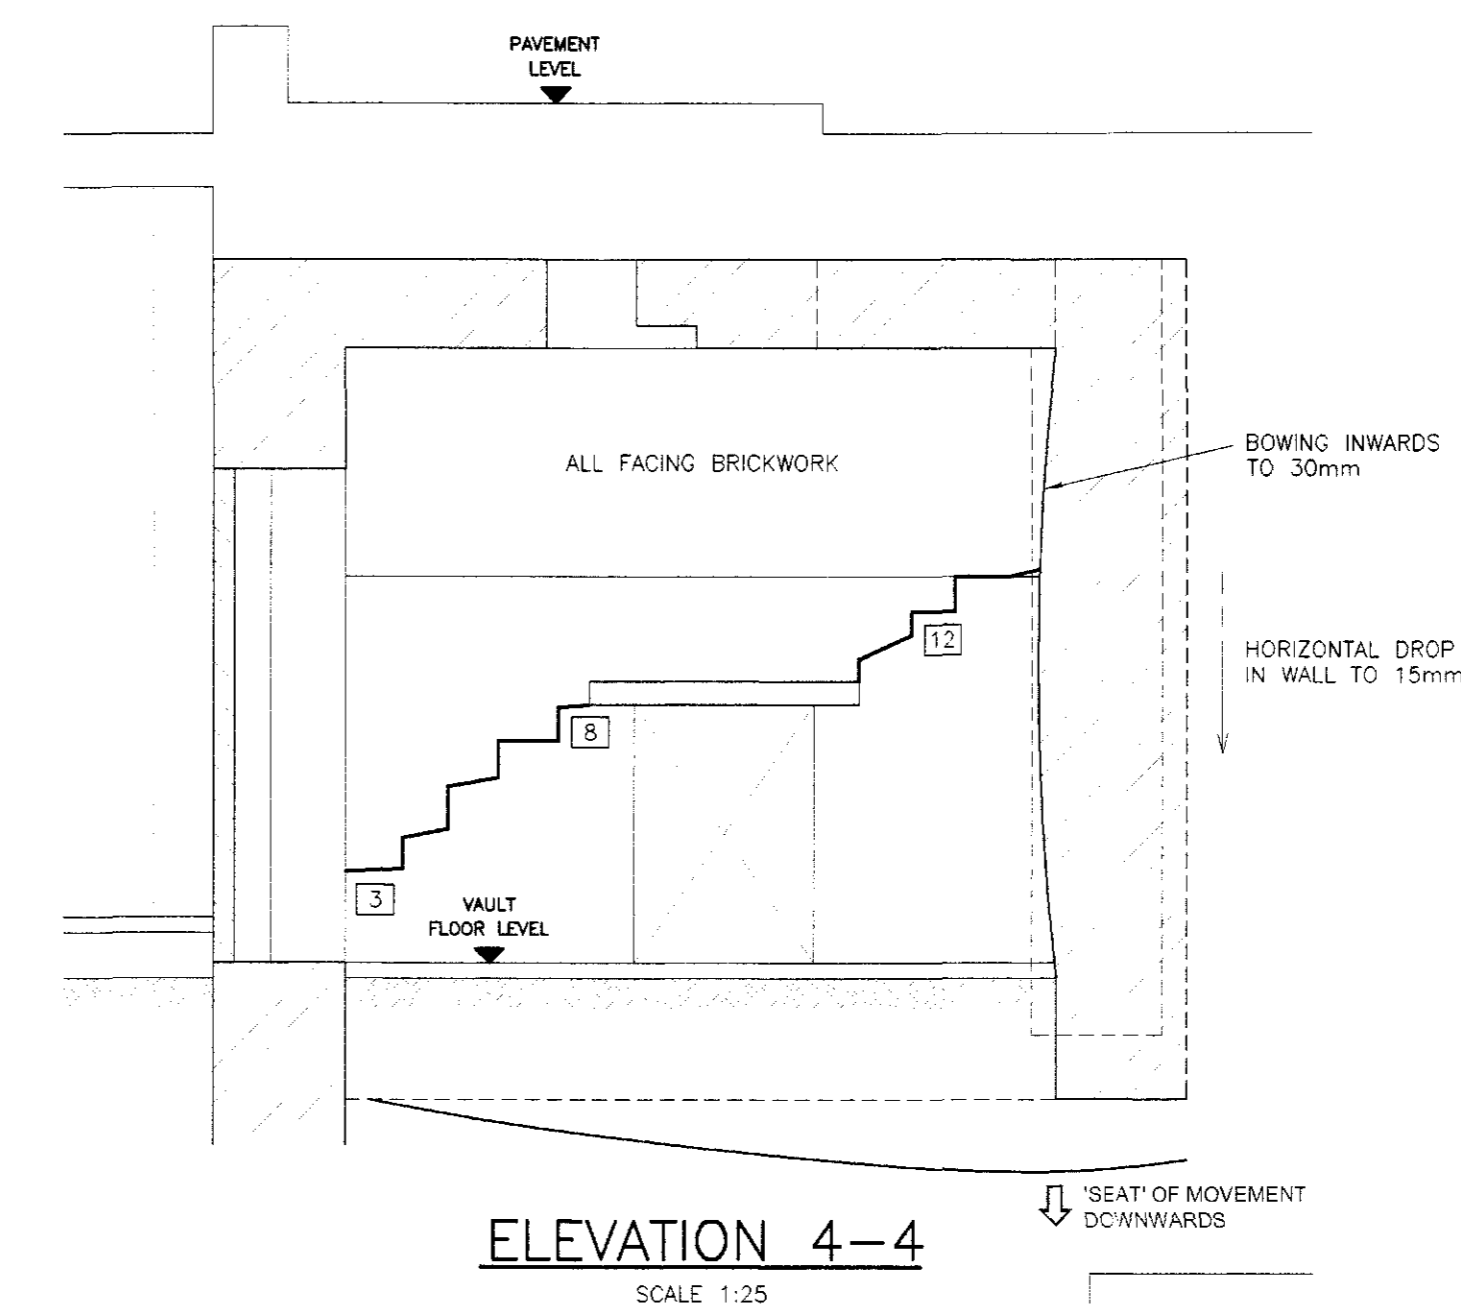 PAVEMENT
LEVEL
ALL FACING BRICKWORK
BOWING INWARDS
TO 30mm
12
HORIZONTAL DROP
IN WALL TO 15mm
8
3
VAULT
FLOOR LEVEL
'SEAT' OF MOVEMENT
DOWNWARDS
ELEVATION 4-4
SCALE 1:25